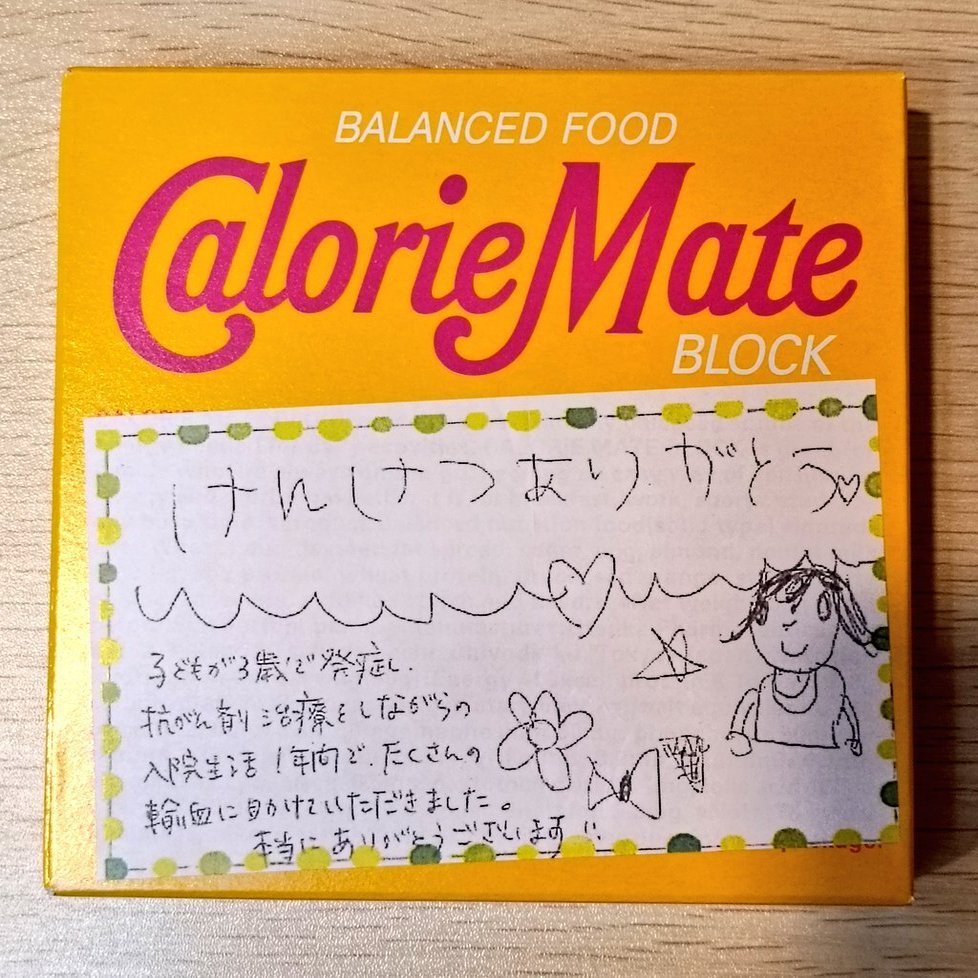 BALANCED FOOD
CalorieMate
BLOCK
けんけつありがとう♡
子どもが3歳で発症し、
抗がん剤治療をしながらの
入院生活1年間で、たくさんの
輸血に助けていただきました。
本当にありがとうございます!!